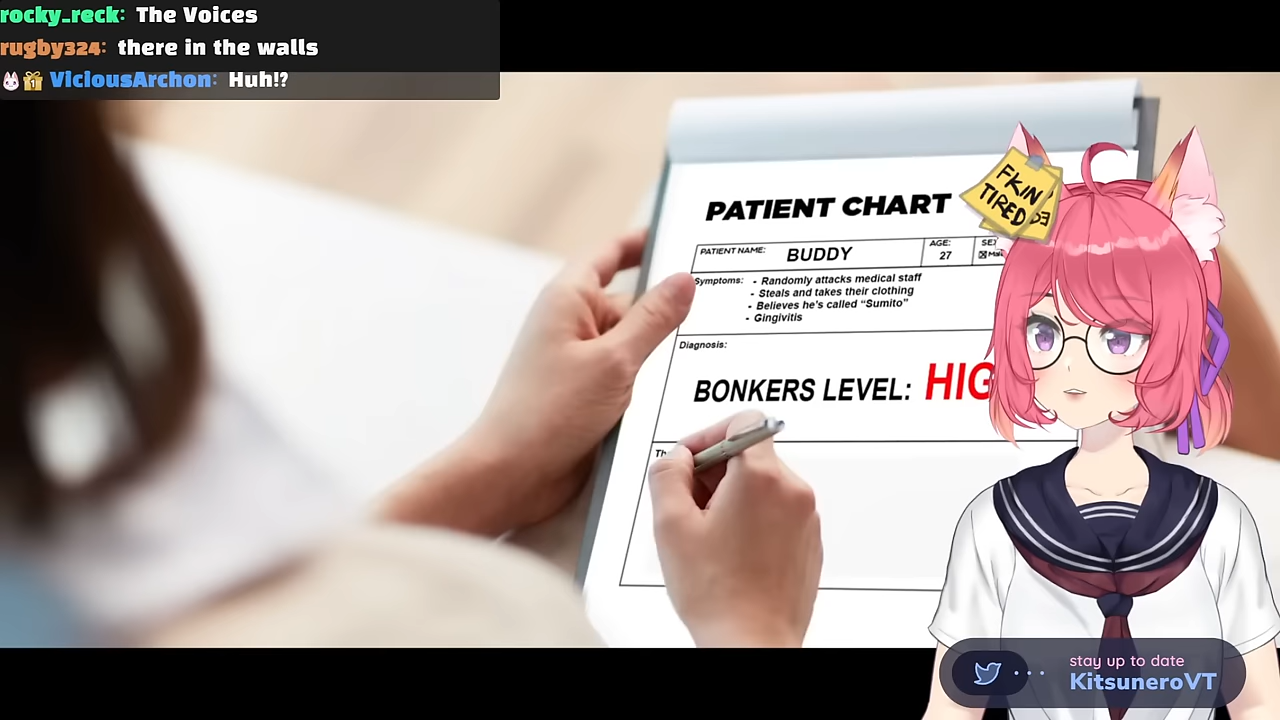 rocky_reck: The Voices
rugby324: there in the walls
ViciousArchon: Huh!?
FKIN
TIRED
PATIENT CHART
PATIENT NAME: BUDDY
AGE: 27
Symptoms: - Randomly attacks medical staff
- Steals and takes their clothing
- Believes he's called "Sumito"
- Gingivitis
Diagnosis:
BONKERS LEVEL: HIG
stay up to date
KitsuneroVT